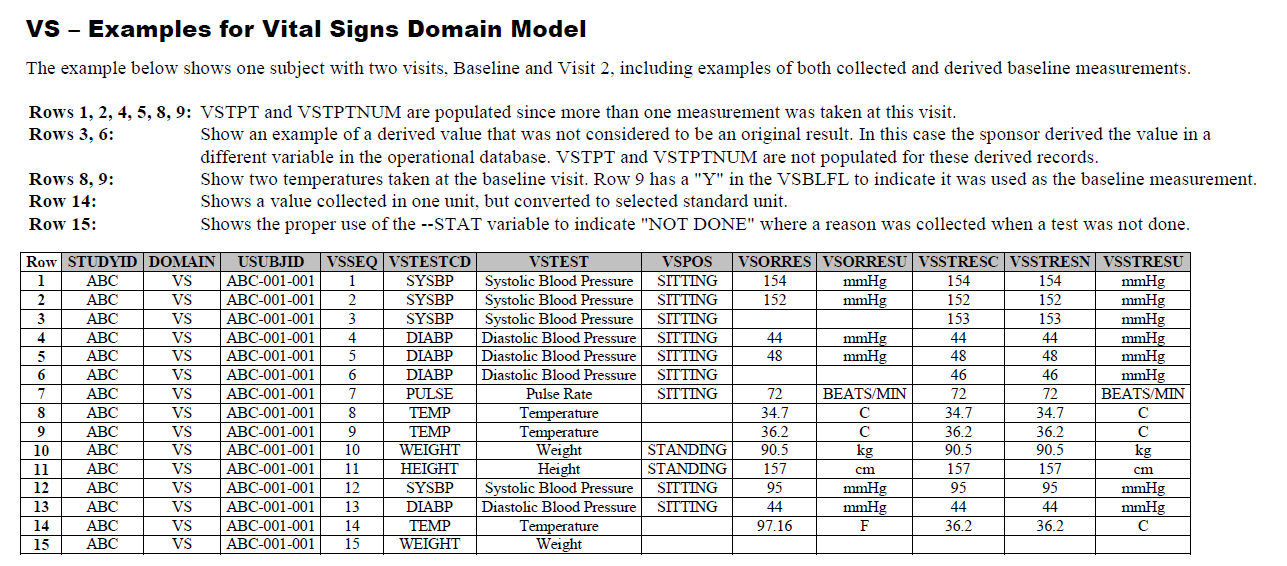 VS – Examples for Vital Signs Domain Model
The example below shows one subject with two visits, Baseline and Visit 2, including examples of both collected and derived baseline measurements.
Rows 1, 2, 4, 5, 8, 9: VSTPT and VSTPTNUM are populated since more than one measurement was taken at this visit.
Rows 3, 6: Show an example of a derived value that was not considered to be an original result. In this case the sponsor derived the value in a
different variable in the operational database. VSTPT and VSTPTNUM are not populated for these derived records.
Rows 8, 9: Show two temperatures taken at the baseline visit. Row 9 has a "Y" in the VSBLFL to indicate it was used as the baseline measurement.
Row 14: Shows a value collected in one unit, but converted to selected standard unit.
Row 15: Shows the proper use of the --STAT variable to indicate "NOT DONE" where a reason was collected when a test was not done.
Row STUDYID DOMAIN USUBJID VSSEQ VSTESTCD VSTEST VSPOS VSORRES VSORRESU VSSTRESC VSSTRESN VSSTRESU
1 ABC VS ABC-001-001 1 SYSBP Systolic Blood Pressure SITTING 154 mmHg 154 154 mmHg
2 ABC VS ABC-001-001 2 SYSBP Systolic Blood Pressure SITTING 152 mmHg 152 152 mmHg
3 ABC VS ABC-001-001 3 SYSBP Systolic Blood Pressure SITTING 153 153 mmHg
4 ABC VS ABC-001-001 4 DIABP Diastolic Blood Pressure SITTING 44 mmHg 44 44 mmHg
5 ABC VS ABC-001-001 5 DIABP Diastolic Blood Pressure SITTING 48 mmHg 48 48 mmHg
6 ABC VS ABC-001-001 6 DIABP Diastolic Blood Pressure SITTING 46 46 mmHg
7 ABC VS ABC-001-001 7 PULSE Pulse Rate SITTING 72 BEATS/MIN 72 72 BEATS/MIN
8 ABC VS ABC-001-001 8 TEMP Temperature 34.7 C 34.7 34.7 C
9 ABC VS ABC-001-001 9 TEMP Temperature 36.2 C 36.2 36.2 C
10 ABC VS ABC-001-001 10 WEIGHT Weight STANDING 90.5 kg 90.5 90.5 kg
11 ABC VS ABC-001-001 11 HEIGHT Height STANDING 157 cm 157 157 cm
12 ABC VS ABC-001-001 12 SYSBP Systolic Blood Pressure SITTING 95 mmHg 95 95 mmHg
13 ABC VS ABC-001-001 13 DIABP Diastolic Blood Pressure SITTING 44 mmHg 44 44 mmHg
14 ABC VS ABC-001-001 14 TEMP Temperature 97.16 F 36.2 36.2 C
15 ABC VS ABC-001-001 15 WEIGHT Weight